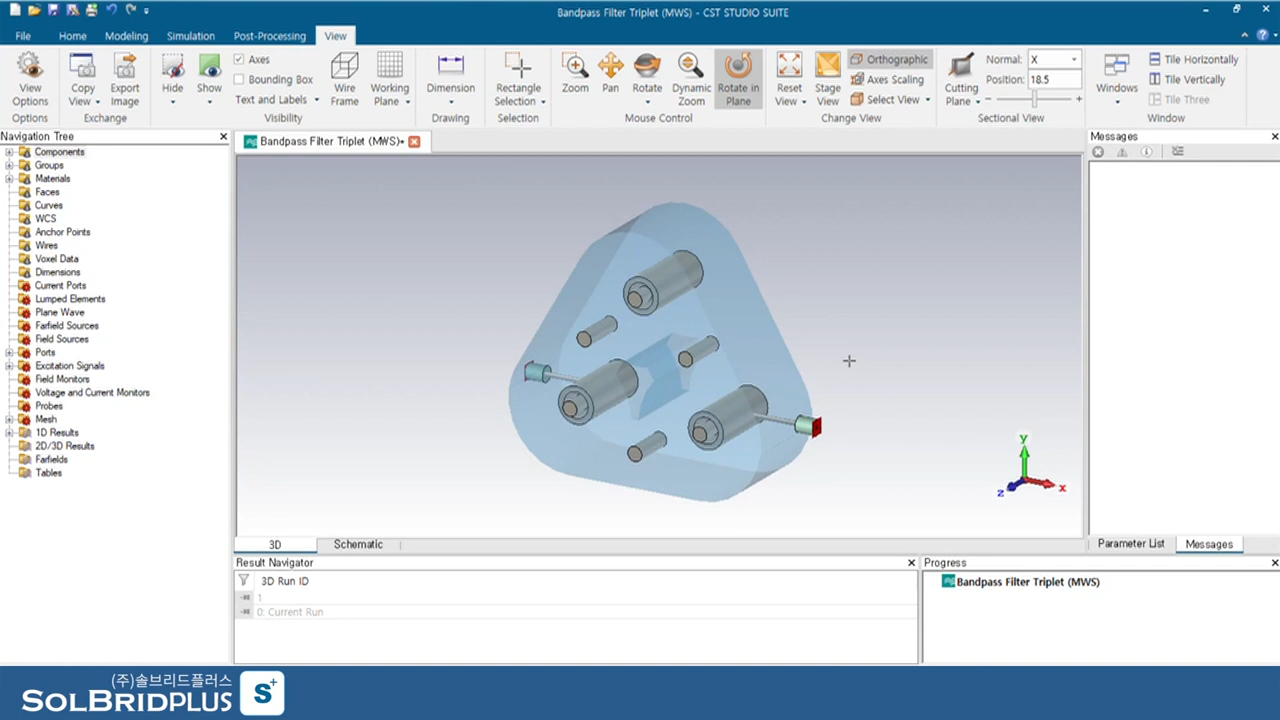 Bandpass Filter Triplet (MWS) - CST STUDIO SUITE
File Home Modeling Simulation Post-Processing View
View Options
Options
Copy View
Export Image
Exchange
Hide
Show
Axes
Bounding Box
Text and Labels
Visibility
Wire Frame
Working Plane
Dimension
Drawing
Rectangle Selection
Selection
Zoom
Pan
Rotate
Dynamic Zoom
Rotate in Plane
Mouse Control
Reset View
Stage View
Orthographic
Axes Scaling
Select View
Change View
Cutting Plane
Normal: X
Position: 18.5
Sectional View
Windows
Tile Horizontally
Tile Vertically
Tile Three
Window
Navigation Tree
Components
Groups
Materials
Faces
Curves
WCS
Anchor Points
Wires
Voxel Data
Dimensions
Current Ports
Lumped Elements
Plane Wave
Farfield Sources
Field Sources
Ports
Excitation Signals
Field Monitors
Voltage and Current Monitors
Probes
Mesh
1D Results
2D/3D Results
Farfields
Tables
Bandpass Filter Triplet (MWS)*
y
z
x
3D Schematic
Messages
Parameter List Messages
Result Navigator
3D Run ID
1
0: Current Run
Progress
Bandpass Filter Triplet (MWS)
(주)솔브리드플러스
SOLBRIDPLUS
S+